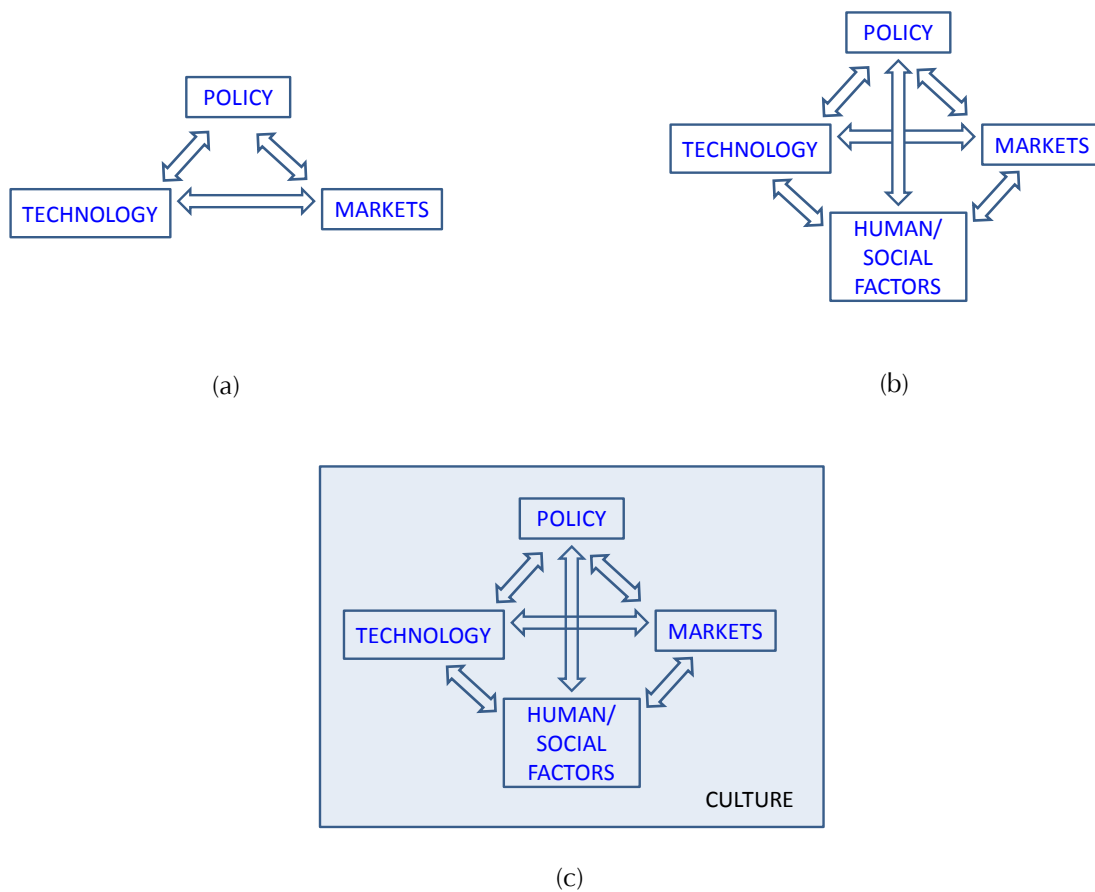 POLICY
TECHNOLOGY
MARKETS
(a)
POLICY
TECHNOLOGY
MARKETS
HUMAN/
SOCIAL
FACTORS
(b)
POLICY
TECHNOLOGY
MARKETS
HUMAN/
SOCIAL
FACTORS
CULTURE
(c)